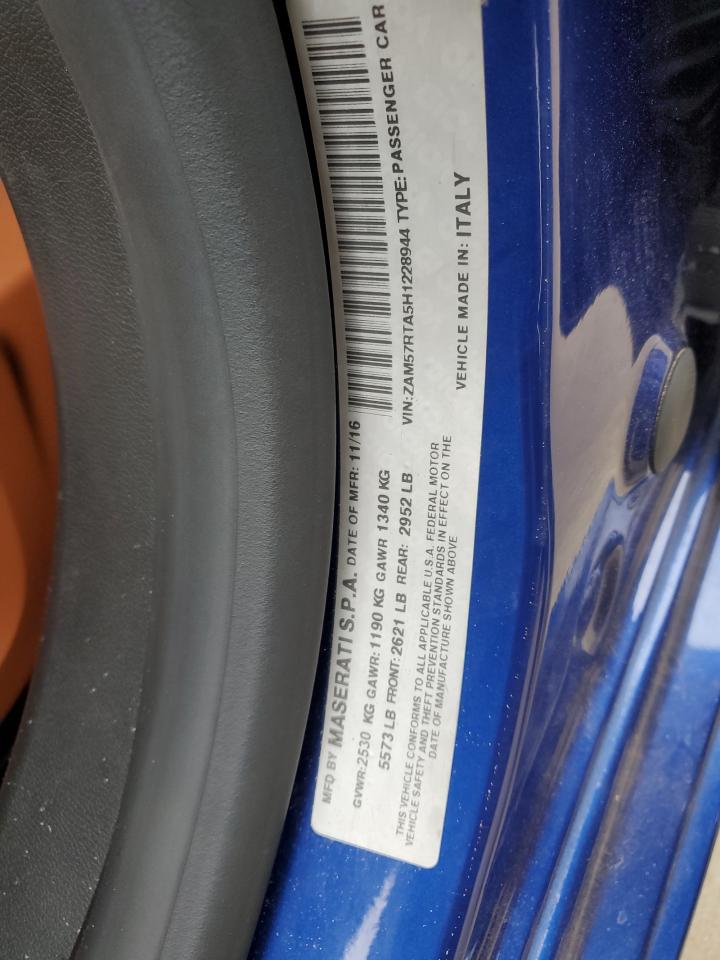 MFD BY MASERATI S.P.A. DATE OF MFR: 11/16
GVWR:2530 KG GAWR:1190 KG GAWR 1340 KG
5573 LB FRONT:2621 LB REAR: 2952 LB
VIN:ZAM57RTA5H1228944 TYPE:PASSENGER CAR
THIS VEHICLE CONFORMS TO ALL APPLICABLE U.S.A. FEDERAL MOTOR
VEHICLE SAFETY AND THEFT PREVENTION STANDARDS IN EFFECT ON THE
DATE OF MANUFACTURE SHOWN ABOVE
VEHICLE MADE IN: ITALY